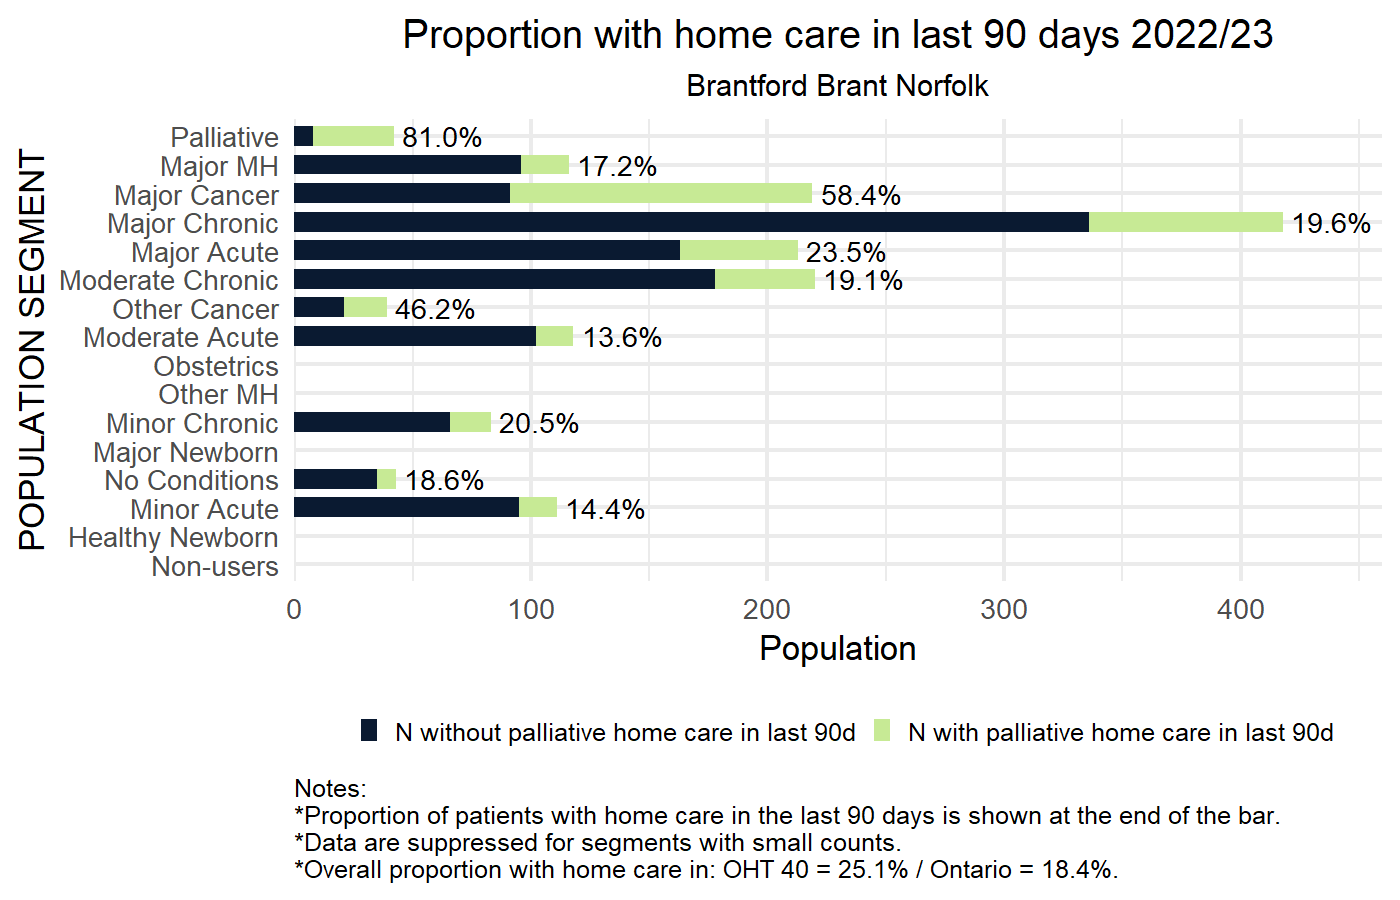 Proportion with home care in last 90 days 2022/23
Brantford Brant Norfolk
POPULATION SEGMENT
Palliative 81.0%
Major MH 17.2%
Major Cancer 58.4%
Major Chronic 19.6%
Major Acute 23.5%
Moderate Chronic 19.1%
Other Cancer 46.2%
Moderate Acute 13.6%
Obstetrics
Other MH
Minor Chronic 20.5%
Major Newborn
No Conditions 18.6%
Minor Acute 14.4%
Healthy Newborn
Non-users
0 100 200 300 400
Population
N without palliative home care in last 90d N with palliative home care in last 90d
Notes:
*Proportion of patients with home care in the last 90 days is shown at the end of the bar.
*Data are suppressed for segments with small counts.
*Overall proportion with home care in: OHT 40 = 25.1% / Ontario = 18.4%.